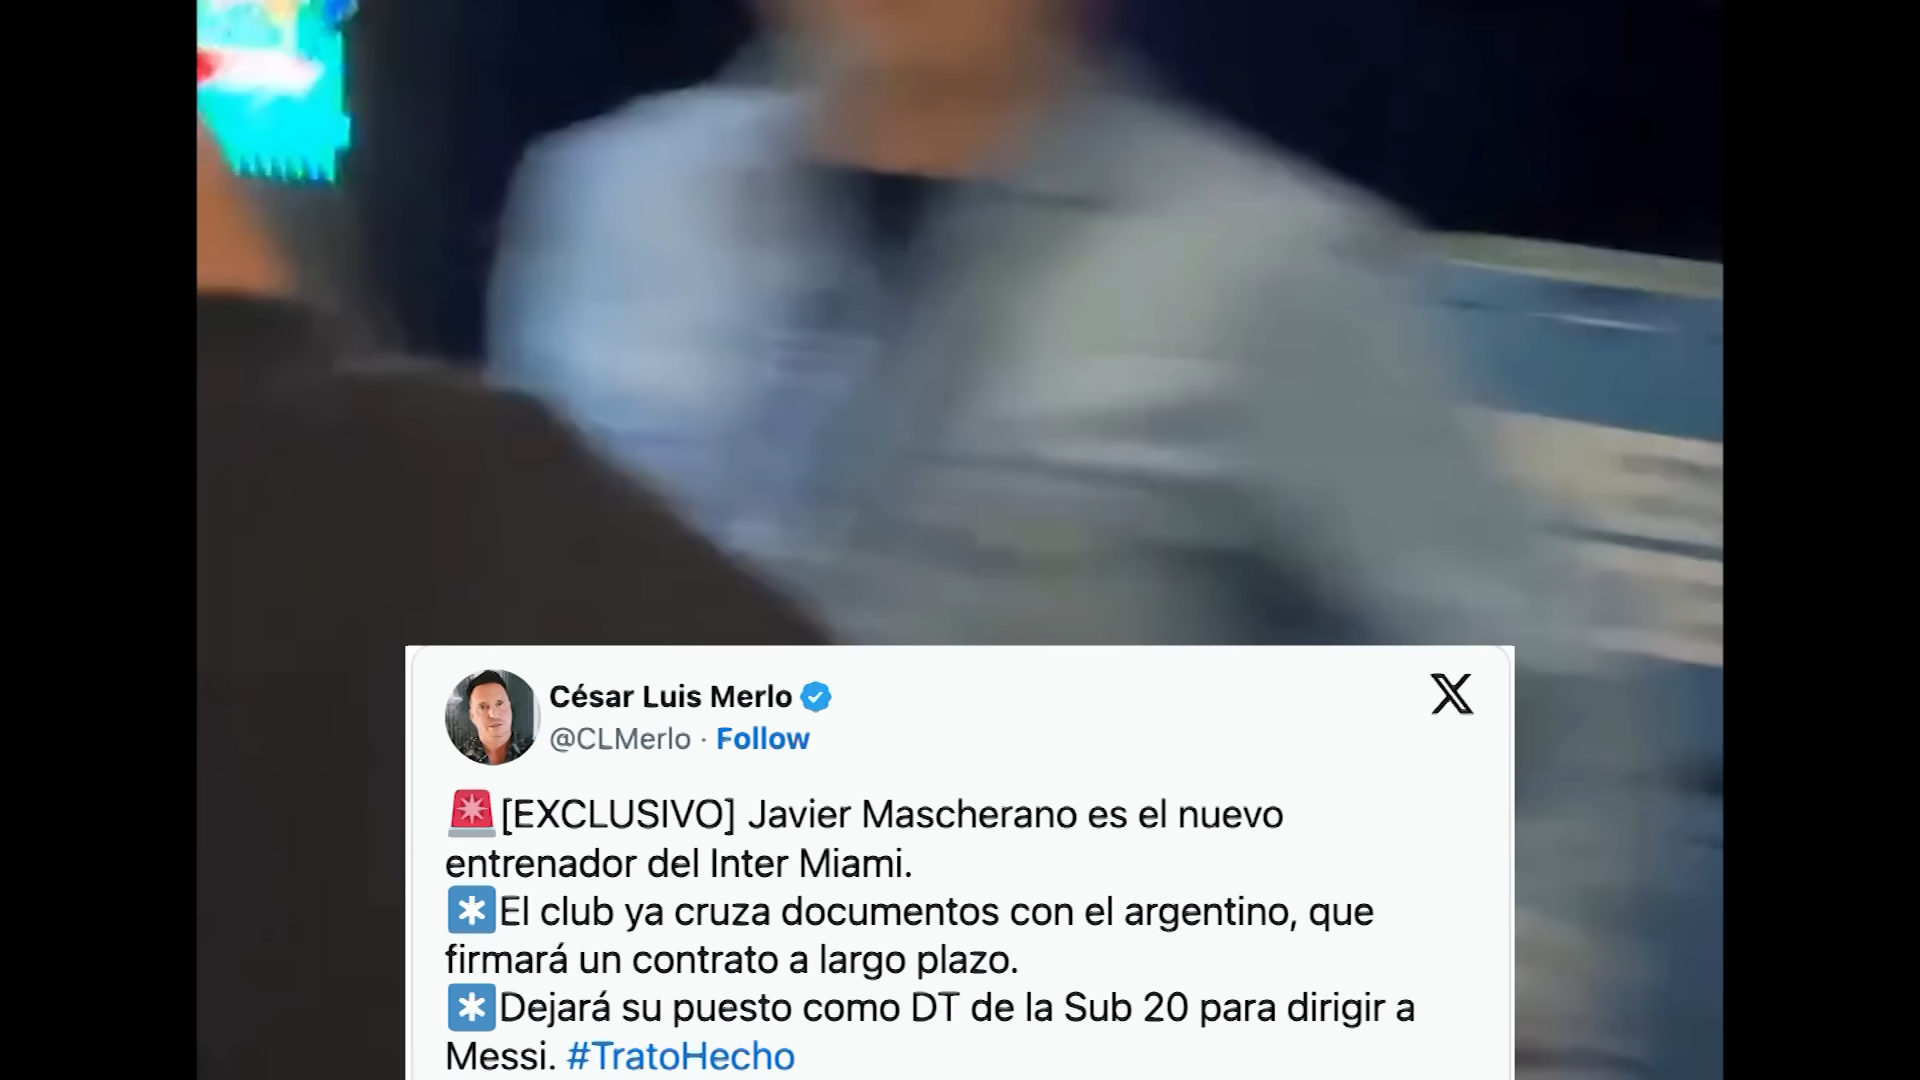 César Luis Merlo
@CLMerlo · Follow
[EXCLUSIVO] Javier Mascherano es el nuevo
entrenador del Inter Miami.
El club ya cruza documentos con el argentino, que
firmará un contrato a largo plazo.
Dejará su puesto como DT de la Sub 20 para dirigir a
Messi. #TratoHecho